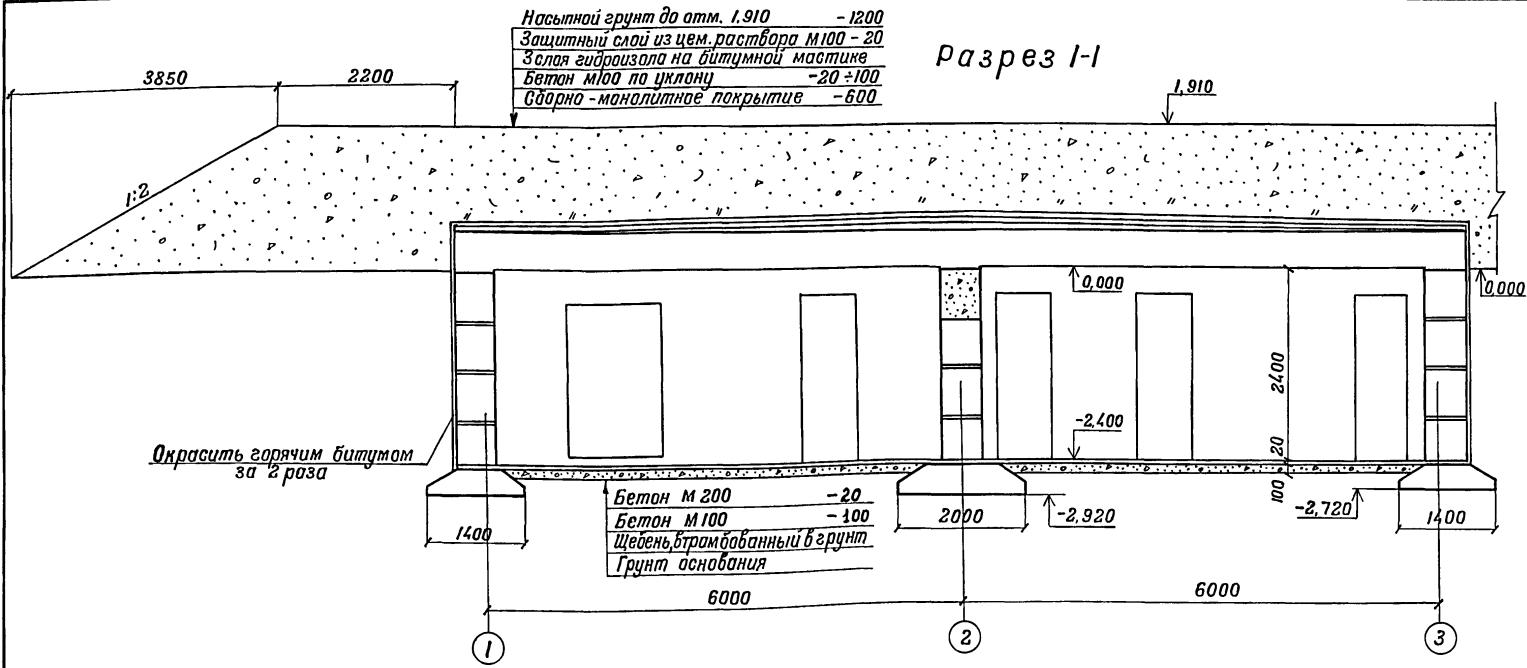 Насыпной грунт до отм. 1.910 -1200
Защитный слой из цем. раствора М100 - 20
3 слоя гидроизола на битумной мастике
Бетон М100 по уклону -20÷100
Сборно-монолитное покрытие -600
Разрез 1-1
3850
2200
1,910
1:2
0,000
0,000
2400
-2,400
20
100
Окрасить горячим битумом
за 2 раза
Бетон М 200 -20
Бетон М100 -100
Щебень, втрамбованный в грунт
Грунт основания
1400
2000
-2,920
-2,720
1400
6000
6000
1
2
3